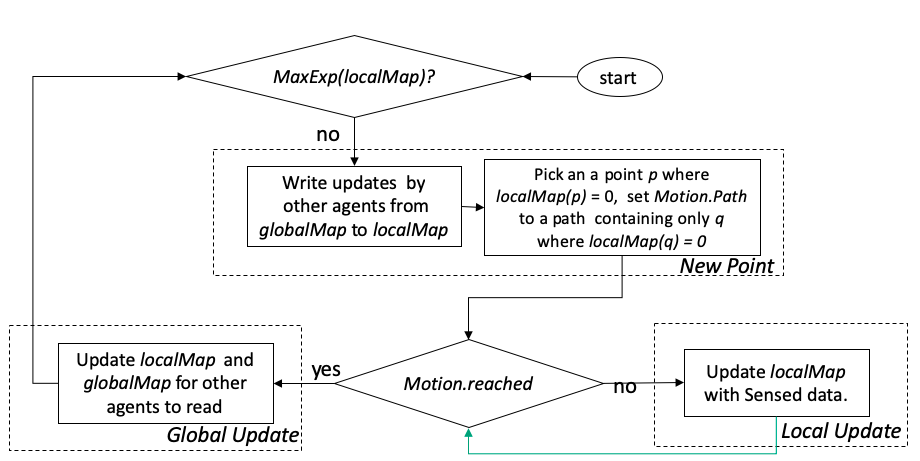 MaxExp(localMap)?
start
no
Write updates by
other agents from
globalMap to localMap
Pick an a point p where
localMap(p) = 0, set Motion.Path
to a path containing only q
where localMap(q) = 0
New Point
Update localMap and
globalMap for other
agents to read
Global Update
yes
Motion.reached
no
Update localMap
with Sensed data.
Local Update